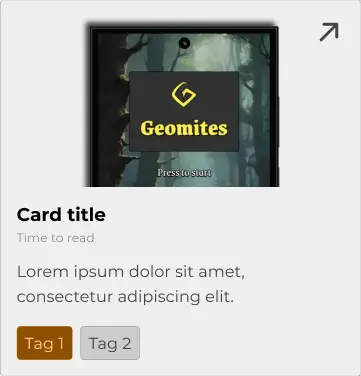 Geomites
Press to start
Card title
Time to read
Lorem ipsum dolor sit amet,
consectetur adipiscing elit.
Tag 1
Tag 2